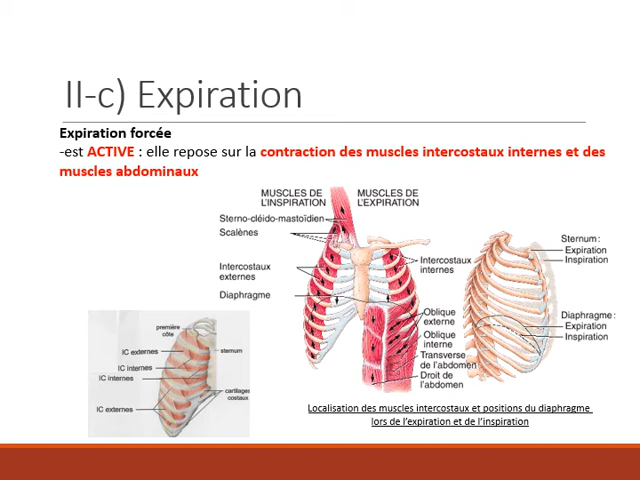 II-c) Expiration
Expiration forcée
-est ACTIVE : elle repose sur la contraction des muscles intercostaux internes et des
muscles abdominaux
MUSCLES DE
L'INSPIRATION
MUSCLES DE
L'EXPIRATION
Sterno-cléido-mastoïdien
Scalènes
Intercostaux
externes
Diaphragme
Intercostaux
internes
Oblique
externe
Oblique
interne
Transverse
de l'abdomen
Droit de
l'abdomen
Sternum :
Expiration
Inspiration
Diaphragme :
Expiration
Inspiration
première
côte
IC externes
sternum
IC internes
IC internes
cartilages
costaux
IC externes
Localisation des muscles intercostaux et positions du diaphragme
lors de l'expiration et de l'inspiration